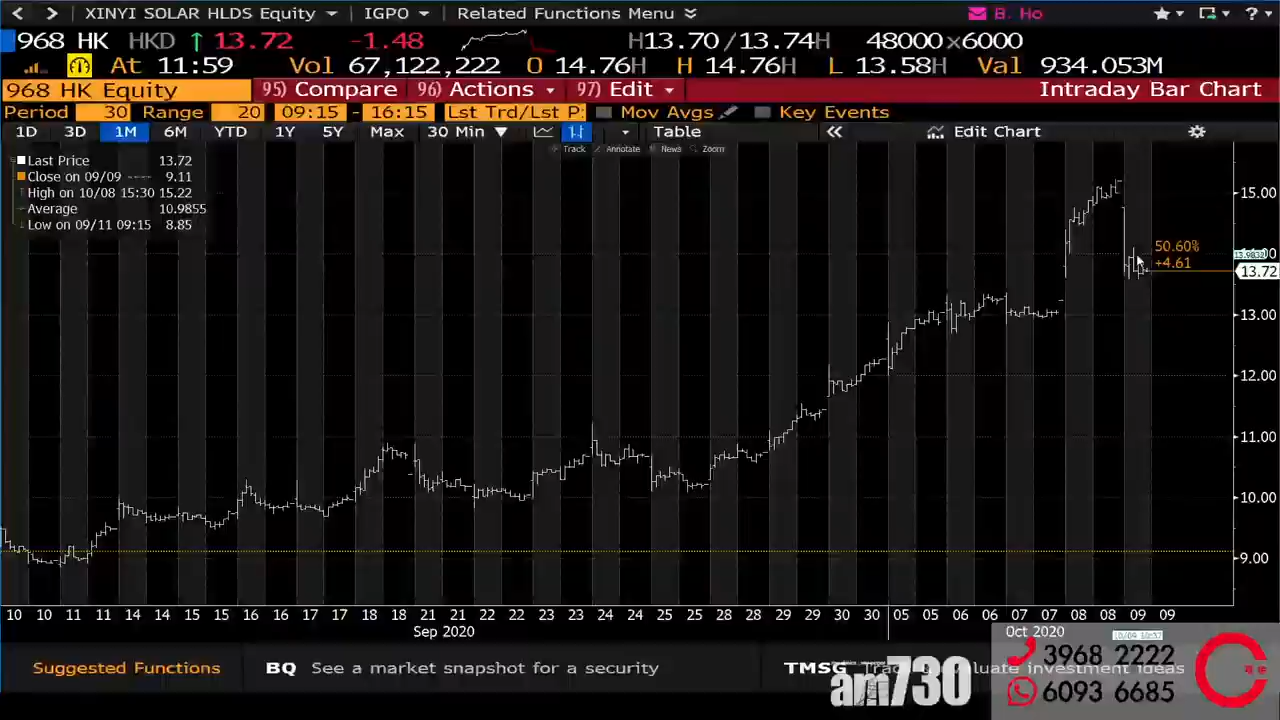 XINYI SOLAR HLDS Equity IGPO Related Functions Menu B. Ho ?
968 HK HKD ↑ 13.72 -1.48 H13.70/13.74H 48000×6000
At 11:59 Vol 67,122,222 O 14.76H H 14.76H L 13.58H Val 934.053M
968 HK Equity 95) Compare 96) Actions 97) Edit Intraday Bar Chart
Period 30 Range 20 09:15 - 16:15 Lst Trd/Lst P: Mov Avgs Key Events
1D 3D 1M 6M YTD 1Y 5Y Max 30 Min ▼ Table « Edit Chart
Track Annotate News Zoom
Last Price 13.72
Close on 09/09 ---- 9.11
High on 10/08 15:30 15.22
Average 10.9855
Low on 09/11 09:15 8.85
15.00
50.60%
+4.61
13.72
13.00
12.00
11.00
10.00
9.00
10 10 11 11 14 14 15 15 16 16 17 17 18 18 21 21 22 22 23 23 24 24 25 25 28 28 29 29 30 30 05 05 06 06 07 07 08 08 09 09
Sep 2020 Oct 2020
Suggested Functions BQ See a market snapshot for a security TMSG
am730
3968 2222
6093 6685